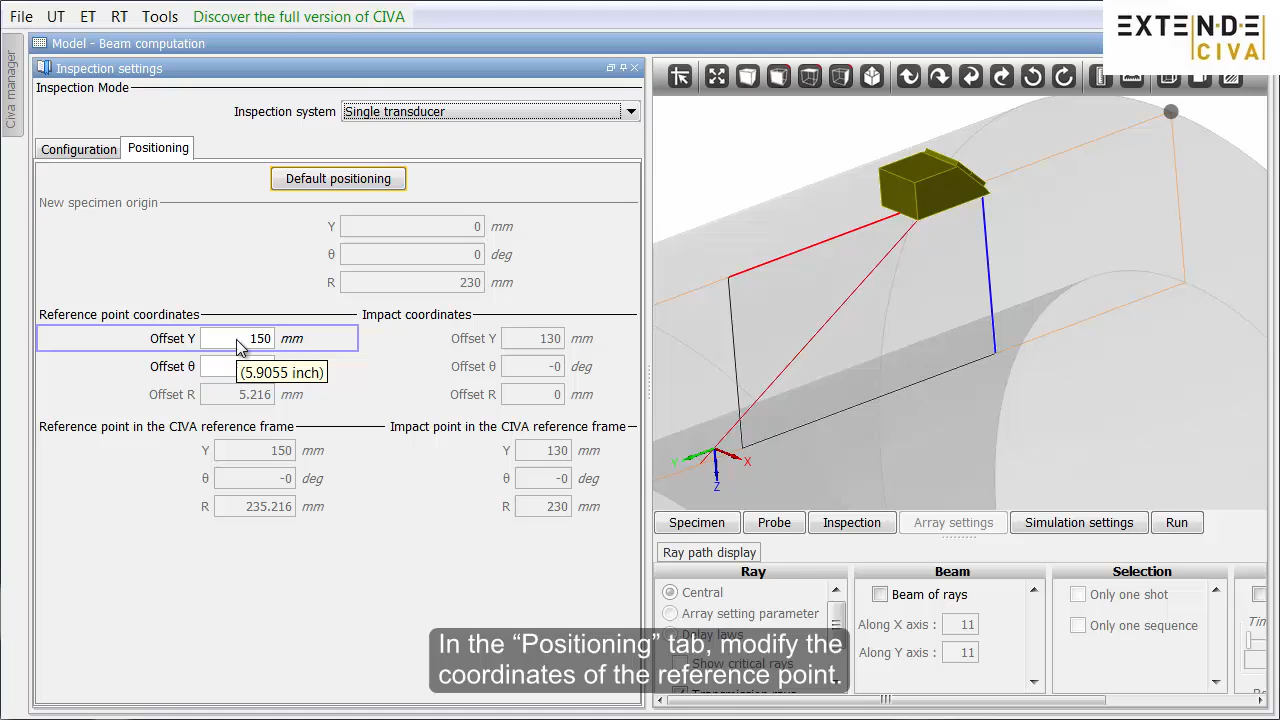 File UT ET RT Tools Discover the full version of CIVA
EXTENDE
CIVA
Civa manager
Model - Beam computation
Inspection settings
Inspection Mode
Inspection system Single transducer
Configuration Positioning
Default positioning
New specimen origin
Y 0 mm
θ 0 deg
R 230 mm
Reference point coordinates Impact coordinates
Offset Y 150 mm Offset Y 130 mm
Offset θ (5.9055 inch) Offset θ -0 deg
Offset R 5.216 mm Offset R 0 mm
Reference point in the CIVA reference frame Impact point in the CIVA reference frame
Y 150 mm Y 130 mm
θ -0 deg θ -0 deg
R 235.216 mm R 230 mm
Y X
Z
Specimen Probe Inspection Array settings Simulation settings Run
Ray path display
Ray Beam Selection
Central Beam of rays Only one shot
Array setting parameter Along X axis : 11 Only one sequence
Delay laws Along Y axis : 11
Show critical rays
Transmission rays
In the “Positioning” tab, modify the
coordinates of the reference point.